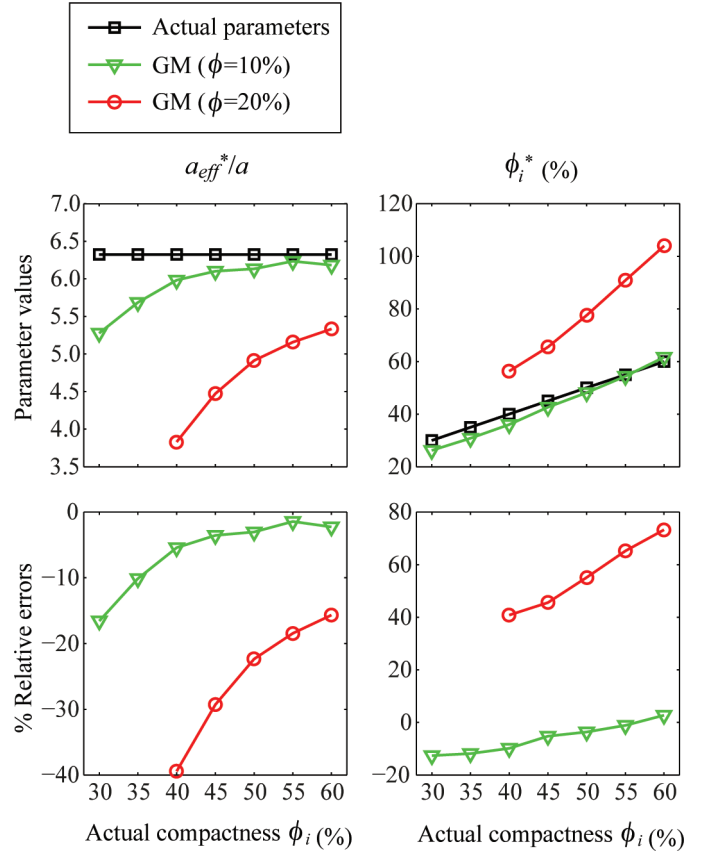 Actual parameters
GM (ϕ=10%)
GM (ϕ=20%)
a_eff*/a
ϕ_i* (%)
Parameter values
7.0
6.5
6.0
5.5
5.0
4.5
4.0
3.5
120
100
80
60
40
20
% Relative errors
0
−10
−20
−30
−40
80
60
40
20
0
−20
30 35 40 45 50 55 60
30 35 40 45 50 55 60
Actual compactness ϕ_i (%)
Actual compactness ϕ_i (%)